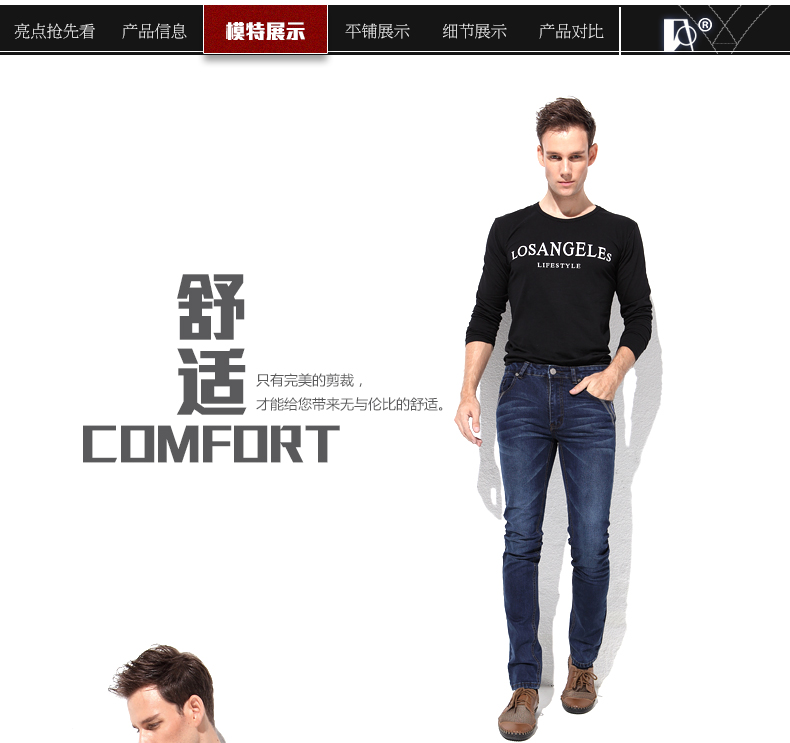 亮点抢先看 产品信息 模特展示 平铺展示 细节展示 产品对比 ®
LOSANGELES
LIFESTYLE
舒
适
只有完美的剪裁，
才能给您带来无与伦比的舒适。
COMFORT